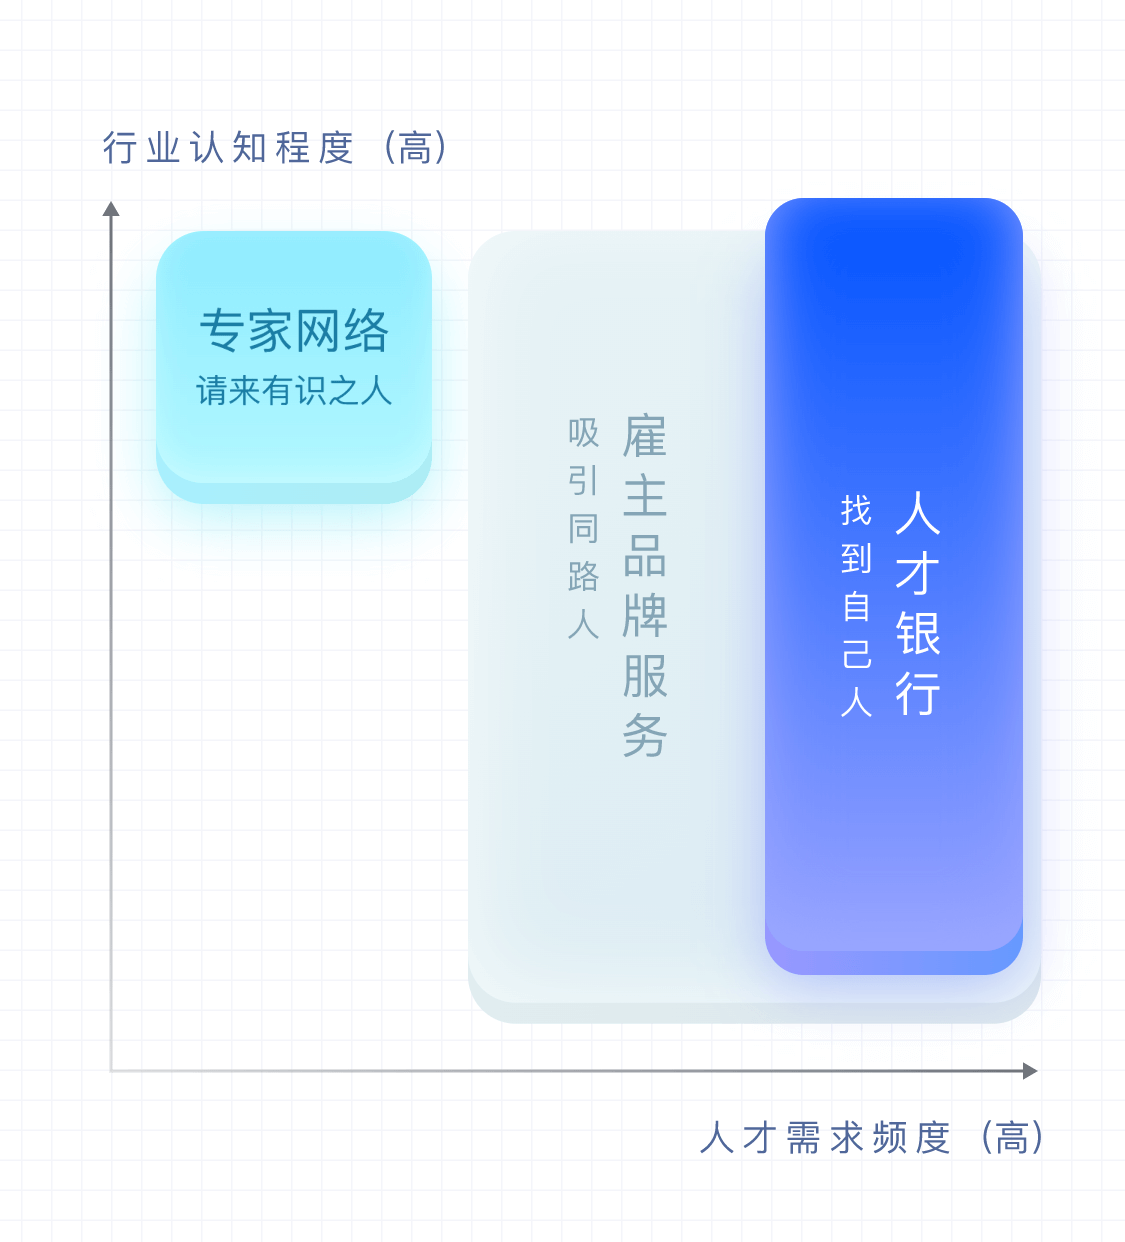 行业认知程度（高）
专家网络
请来有识之人
雇主品牌服务
吸引同路人
人才银行
找到自己人
人才需求频度（高）